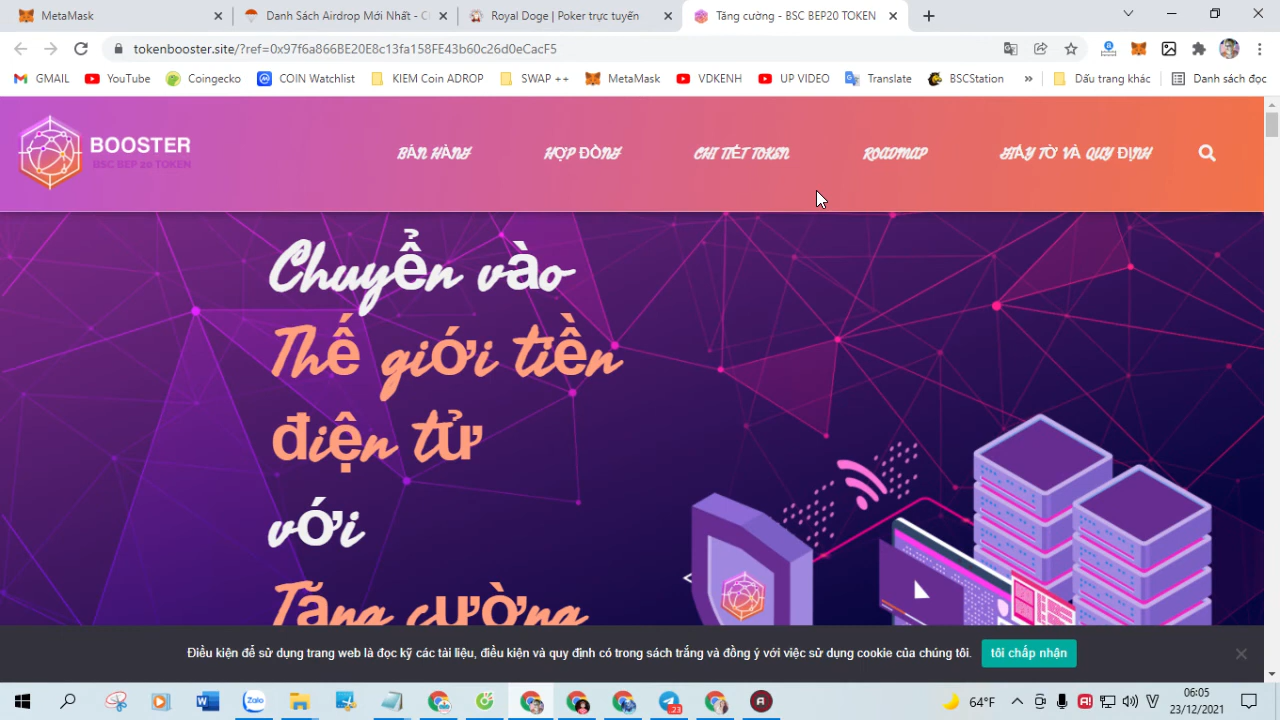 MetaMask
Danh Sách Airdrop Mới Nhất - C
Royal Doge | Poker trực tuyến
Tăng cường - BSC BEP20 TOKEN
tokenbooster.site/?ref=0x97f6a866BE20E8c13fa158FE43b60c26d0eCacF5
GMAIL
YouTube
Coingecko
COIN Watchlist
KIEM Coin ADROP
SWAP ++
MetaMask
VDKENH
UP VIDEO
Translate
BSCStation
»
Dấu trang khác
Danh sách đọc
BOOSTER
BSC BEP 20 TOKEN
BÁN HÀNG
HỢP ĐỒNG
CHI TIẾT TOKEN
ROADMAP
GIẤY TỜ VÀ QUY ĐỊNH
Chuyển vào
Thế giới tiền
điện tử
với
Tăng cường
<
Điều kiện để sử dụng trang web là đọc kỹ các tài liệu, điều kiện và quy định có trong sách trắng và đồng ý với việc sử dụng cookie của chúng tôi.
tôi chấp nhận
Zalo
23
64°F
06:05
23/12/2021